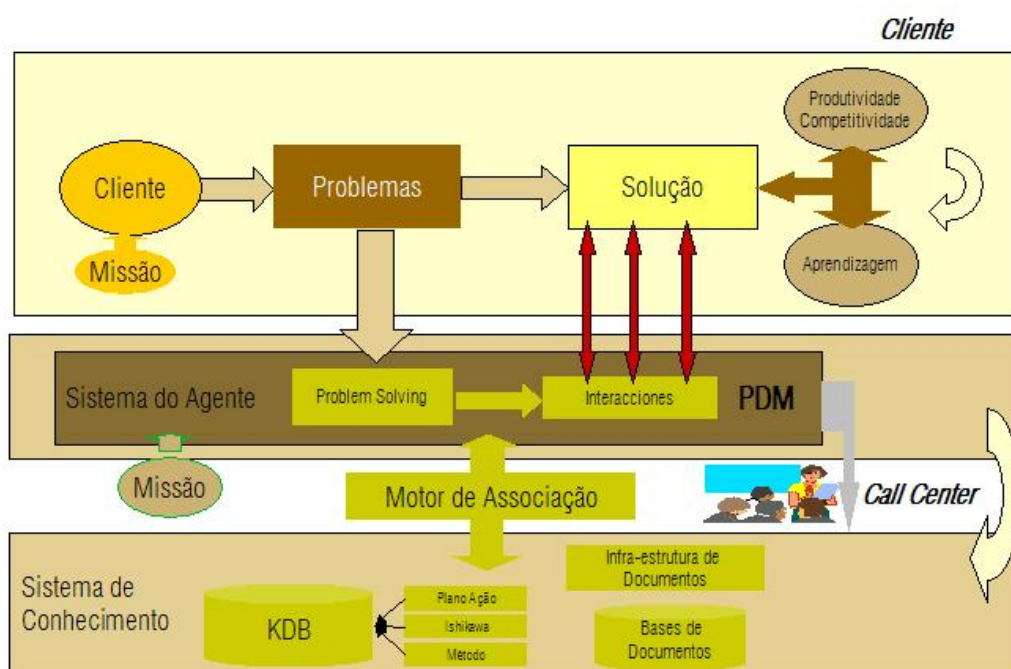 Cliente
Produtividade
Competitividade
Cliente
Problemas
Solução
Missão
Aprendizagem
Sistema do Agente
Problem Solving
Interacciones
PDM
Missão
Motor de Associação
Call Center
Sistema de
Conhecimento
KDB
Plano Ação
Ishikawa
Metodo
Infra-estrutura de
Documentos
Bases de
Documentos